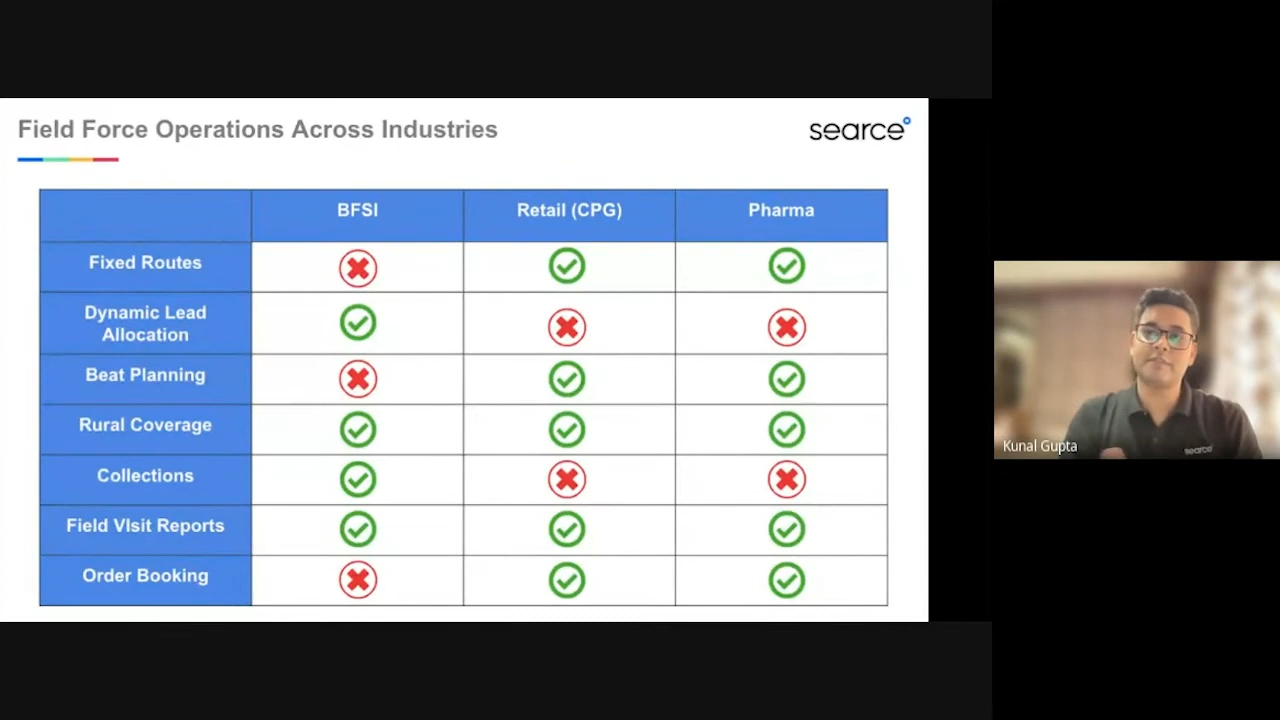 Field Force Operations Across Industries
searce
BFSI
Retail (CPG)
Pharma
Fixed Routes
Dynamic Lead
Allocation
Beat Planning
Rural Coverage
Collections
Field VIsit Reports
Order Booking
Kunal Gupta
searce